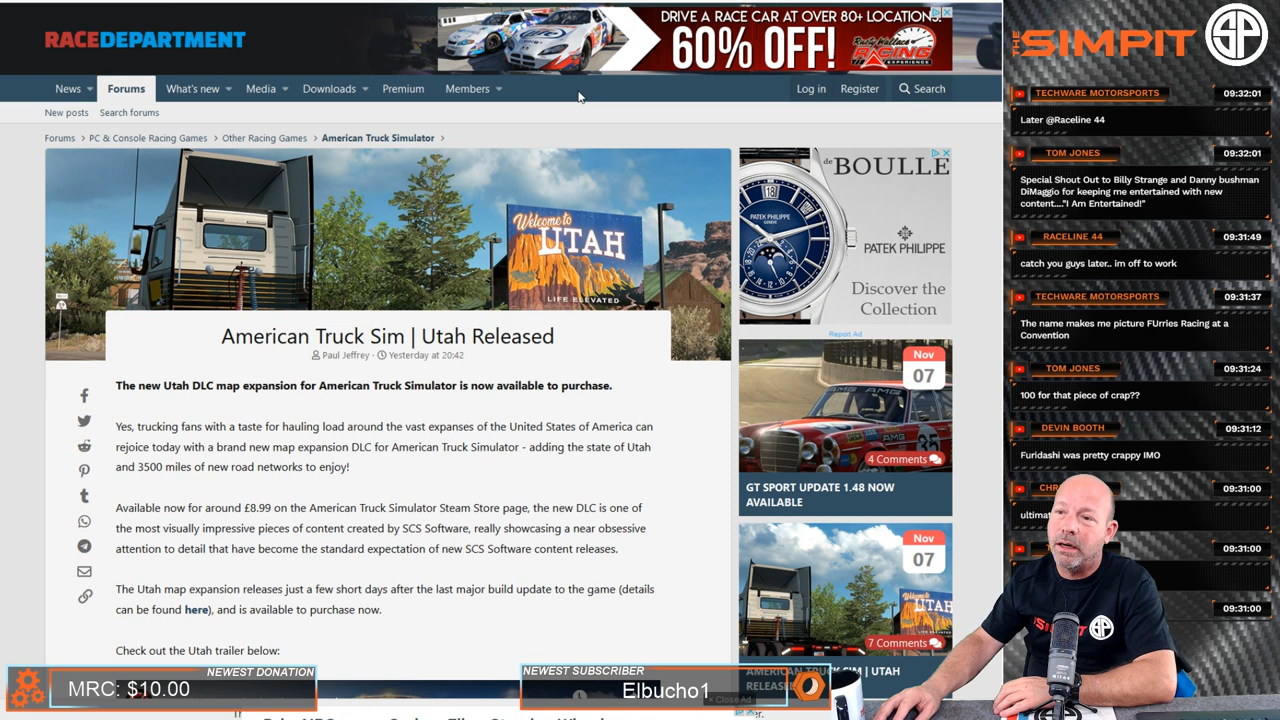 RACEDEPARTMENT
DRIVE A RACE CAR AT OVER 80+ LOCATIONS!
60% OFF!
Rusty Wallace
RACING
EXPERIENCE
News
Forums
What's new
Media
Downloads
Premium
Members
Log in
Register
Search
New posts
Search forums
Forums
PC & Console Racing Games
Other Racing Games
American Truck Simulator
Welcome to
UTAH
LIFE ELEVATED
American Truck Sim | Utah Released
Paul Jeffrey · Yesterday at 20:42
The new Utah DLC map expansion for American Truck Simulator is now available to purchase.
Yes, trucking fans with a taste for hauling load around the vast expanses of the United States of America can
rejoice today with a brand new map expansion DLC for American Truck Simulator - adding the state of Utah
and 3500 miles of new road networks to enjoy!
Available now for around £8.99 on the American Truck Simulator Steam Store page, the new DLC is one of
the most visually impressive pieces of content created by SCS Software, really showcasing a near obsessive
attention to detail that have become the standard expectation of new SCS Software content releases.
The Utah map expansion releases just a few short days after the last major build update to the game (details
can be found here), and is available to purchase now.
Check out the Utah trailer below:
de BOULLE
PATEK PHILIPPE
GENEVE
PATEK PHILIPPE
Discover the
Collection
Report Ad
Nov
07
AMG
35
4 Comments
GT SPORT UPDATE 1.48 NOW
AVAILABLE
Nov
07
UTAH
7 Comments
AMERICAN TRUCK SIM | UTAH
RELEASED
Close Ad
NEWEST DONATION
MRC: $10.00
NEWEST SUBSCRIBER
Elbucho1
THE SIMPIT
SP
TECHWARE MOTORSPORTS
09:32:01
Later @Raceline 44
TOM JONES
09:32:01
Special Shout Out to Billy Strange and Danny bushman
DiMaggio for keeping me entertained with new
content...."I Am Entertained!"
RACELINE 44
09:31:49
catch you guys later.. im off to work
TECHWARE MOTORSPORTS
09:31:37
The name makes me picture FUrries Racing at a
Convention
TOM JONES
09:31:24
100 for that piece of crap??
DEVIN BOOTH
09:31:12
Furidashi was pretty crappy IMO
09:31:00
09:31:00
09:31:00
SIMPIT